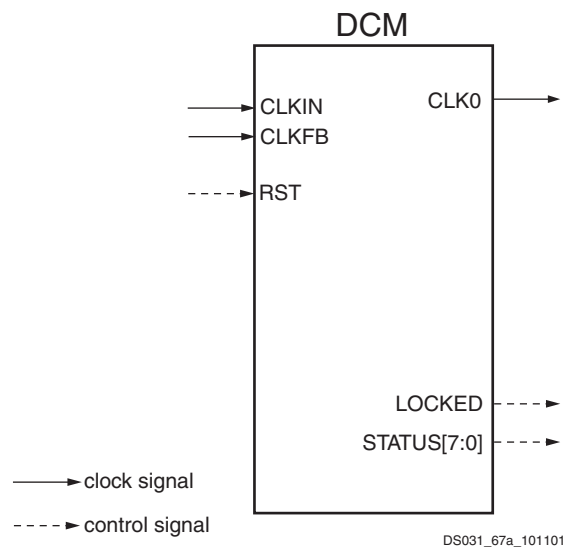 DCM
CLKIN
CLK0
CLKFB
RST
LOCKED
STATUS[7:0]
clock signal
control signal
DS031_67a_101101